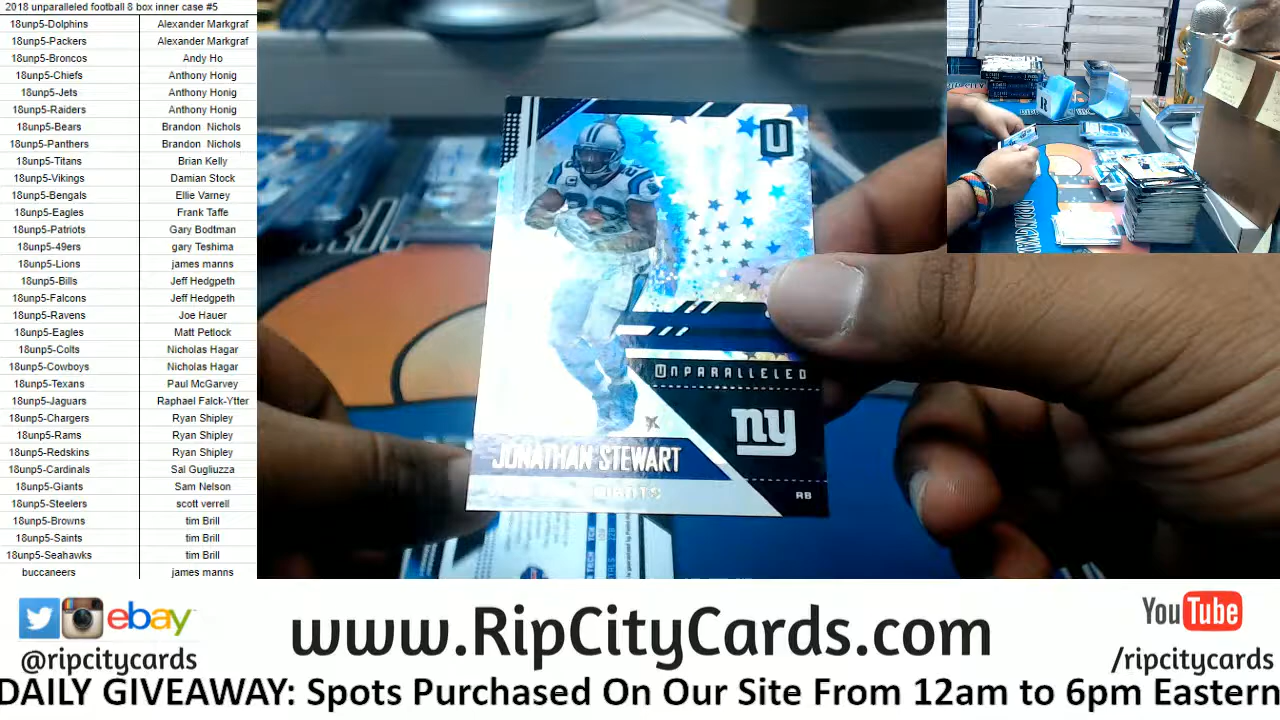 2018 unparalleled football 8 box inner case #5
18unp5-Dolphins Alexander Markgraf
18unp5-Packers Alexander Markgraf
18unp5-Broncos Andy Ho
18unp5-Chiefs Anthony Honig
18unp5-Jets Anthony Honig
18unp5-Raiders Anthony Honig
18unp5-Bears Brandon Nichols
18unp5-Panthers Brandon Nichols
18unp5-Titans Brian Kelly
18unp5-Vikings Damian Stock
18unp5-Bengals Ellie Varney
18unp5-Eagles Frank Taffe
18unp5-Patriots Gary Bodtman
18unp5-49ers gary Teshima
18unp5-Lions james manns
18unp5-Bills Jeff Hedgpeth
18unp5-Falcons Jeff Hedgpeth
18unp5-Ravens Joe Hauer
18unp5-Eagles Matt Petlock
18unp5-Colts Nicholas Hagar
18unp5-Cowboys Nicholas Hagar
18unp5-Texans Paul McGarvey
18unp5-Jaguars Raphael Falck-Ytter
18unp5-Chargers Ryan Shipley
18unp5-Rams Ryan Shipley
18unp5-Redskins Ryan Shipley
18unp5-Cardinals Sal Gugliuzza
18unp5-Giants Sam Nelson
18unp5-Steelers scott verrell
18unp5-Browns tim Brill
18unp5-Saints tim Brill
18unp5-Seahawks tim Brill
buccaneers james manns
U
UNPARALLELED
ny
JONATHAN STEWART
RB
ebay
@ripcitycards
www.RipCityCards.com
YouTube
/ripcitycards
DAILY GIVEAWAY: Spots Purchased On Our Site From 12am to 6pm Eastern